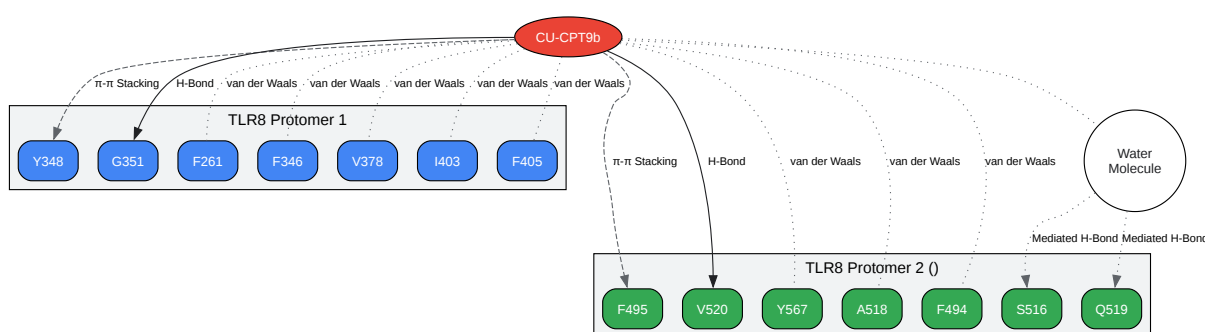 CU-CPT9b
π-π Stacking
H-Bond
van der Waals
van der Waals
van der Waals
van der Waals
van der Waals
TLR8 Protomer 1
Y348
G351
F261
F346
V378
I403
F405
Water
Molecule
π-π Stacking
H-Bond
van der Waals
van der Waals
van der Waals
Mediated H-Bond
Mediated H-Bond
TLR8 Protomer 2 ()
F495
V520
Y567
A518
F494
S516
Q519